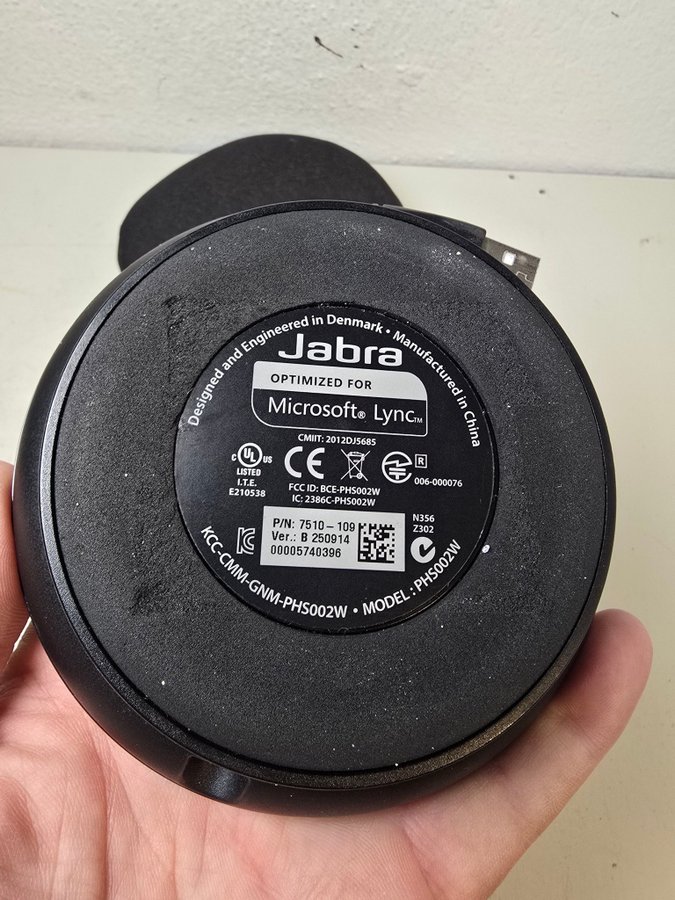 Designed and Engineered in Denmark • Manufactured in China
Jabra
OPTIMIZED FOR
Microsoft® Lync™
CMIIT: 2012DJ5685
C UL US
LISTED
I.T.E.
E210538
CE
R
006-000076
FCC ID: BCE-PHS002W
IC: 2386C-PHS002W
P/N: 7510-109
Ver.: B 250914
00005740396
N356
Z302
KCC-CMM-GNM-PHS002W • MODEL: PHS002W